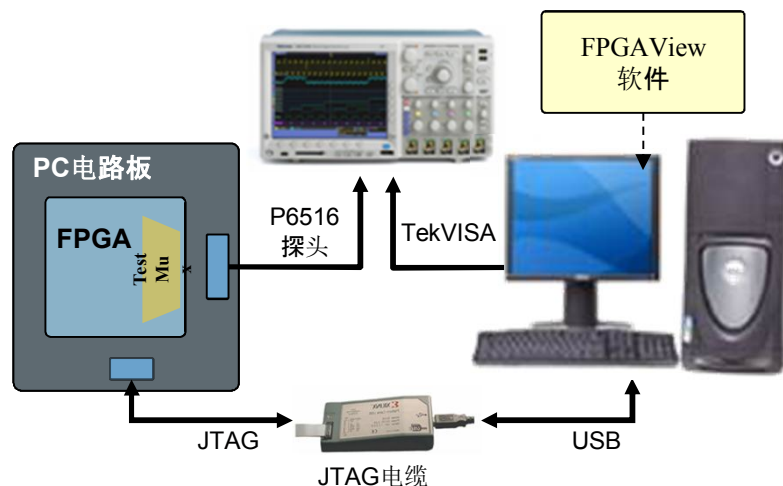 FPGAView
软件
PC电路板
FPGA
Test
Mu
x
P6516
探头
TekVISA
JTAG
USB
JTAG电缆